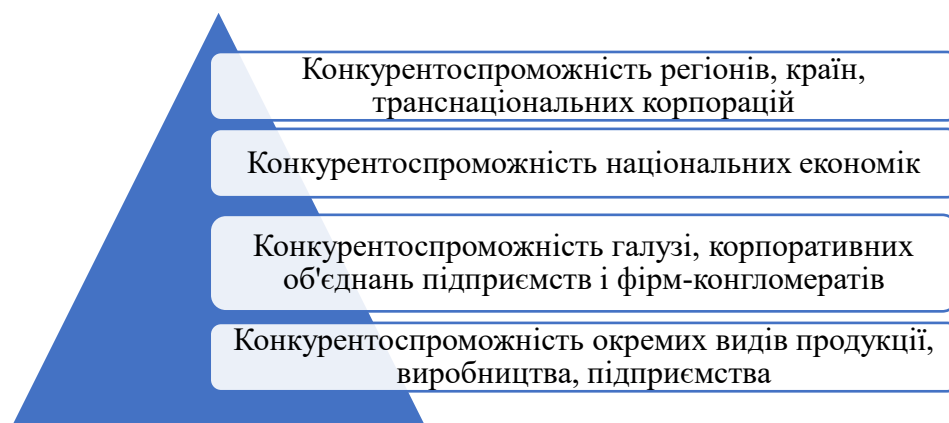 Конкурентоспроможність регіонів, країн,
транснаціональних корпорацій
Конкурентоспроможність національних економік
Конкурентоспроможність галузі, корпоративних
об'єднань підприємств і фірм-конгломератів
Конкурентоспроможність окремих видів продукції,
виробництва, підприємства